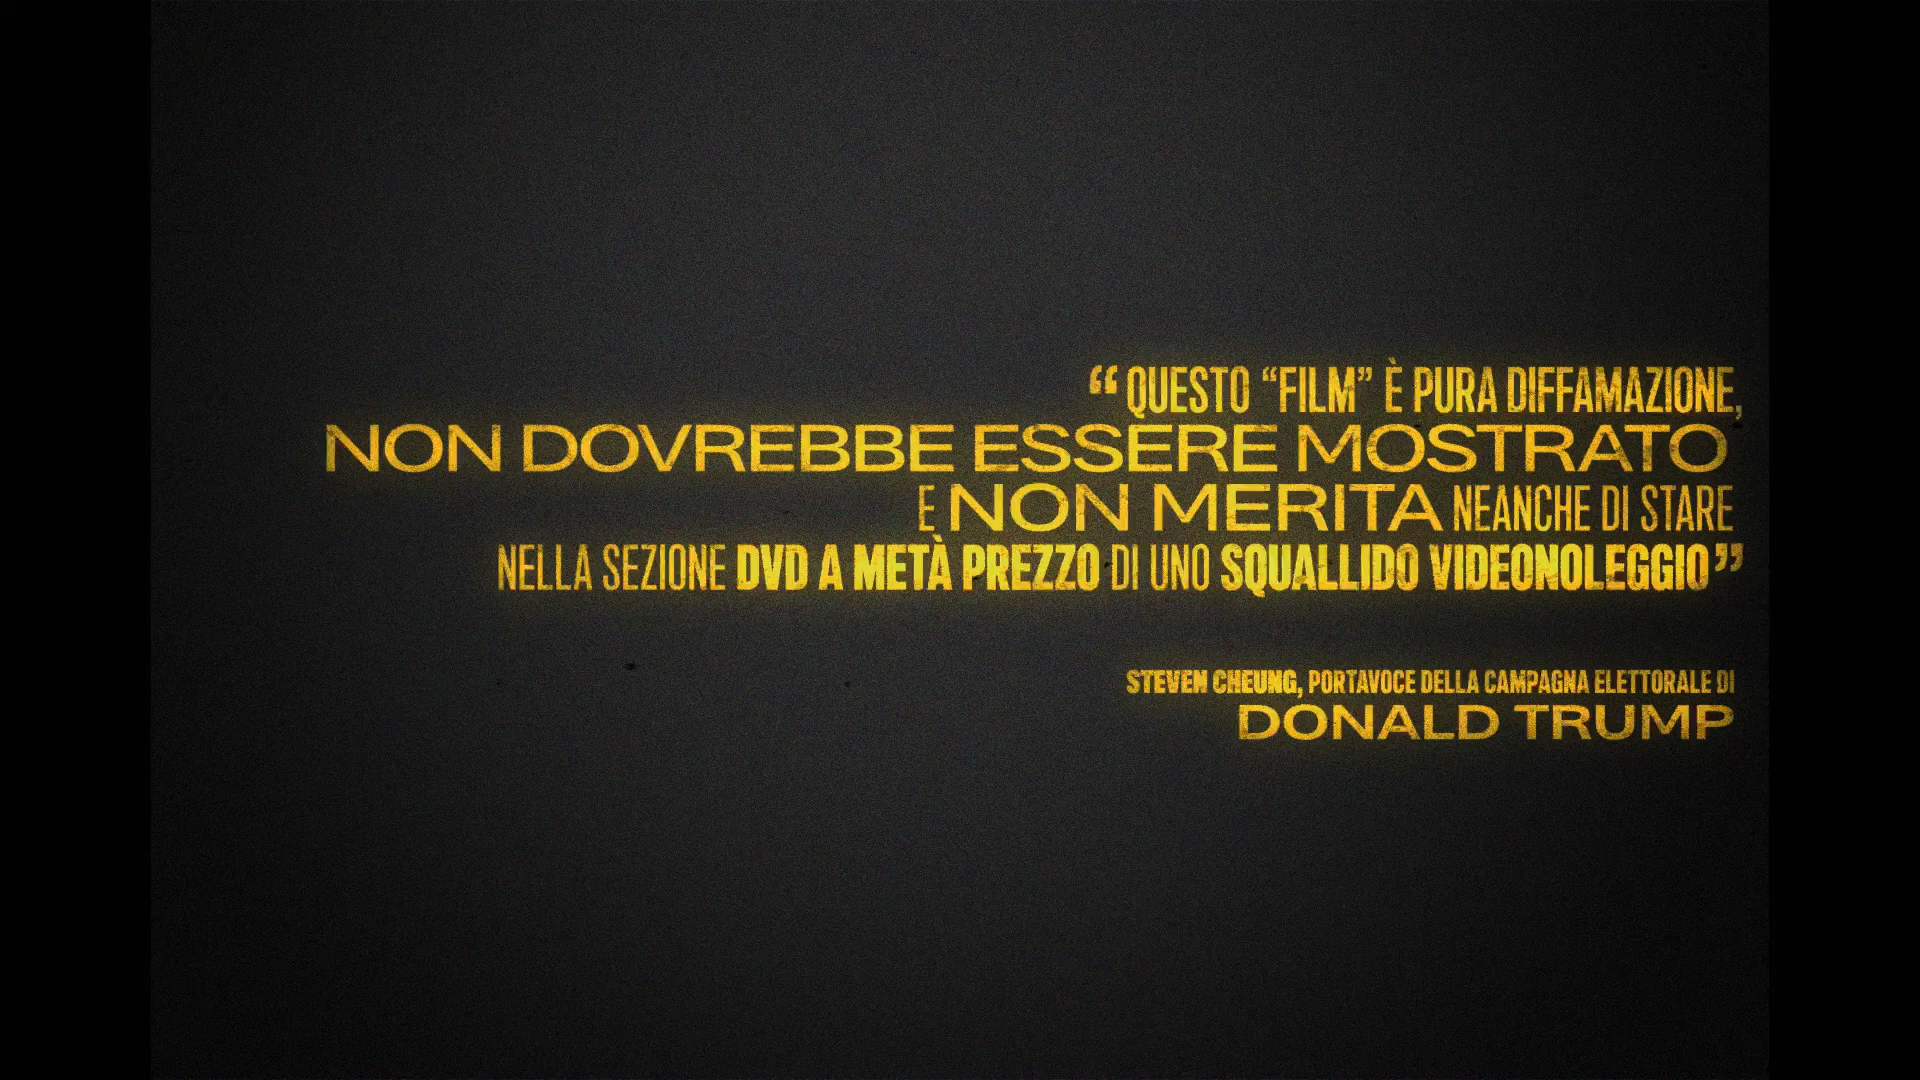 “ QUESTO “FILM” È PURA DIFFAMAZIONE,
NON DOVREBBE ESSERE MOSTRATO
E NON MERITA NEANCHE DI STARE
NELLA SEZIONE DVD A METÀ PREZZO DI UNO SQUALLIDO VIDEONOLEGGIO”
STEVEN CHEUNG, PORTAVOCE DELLA CAMPAGNA ELETTORALE DI
DONALD TRUMP